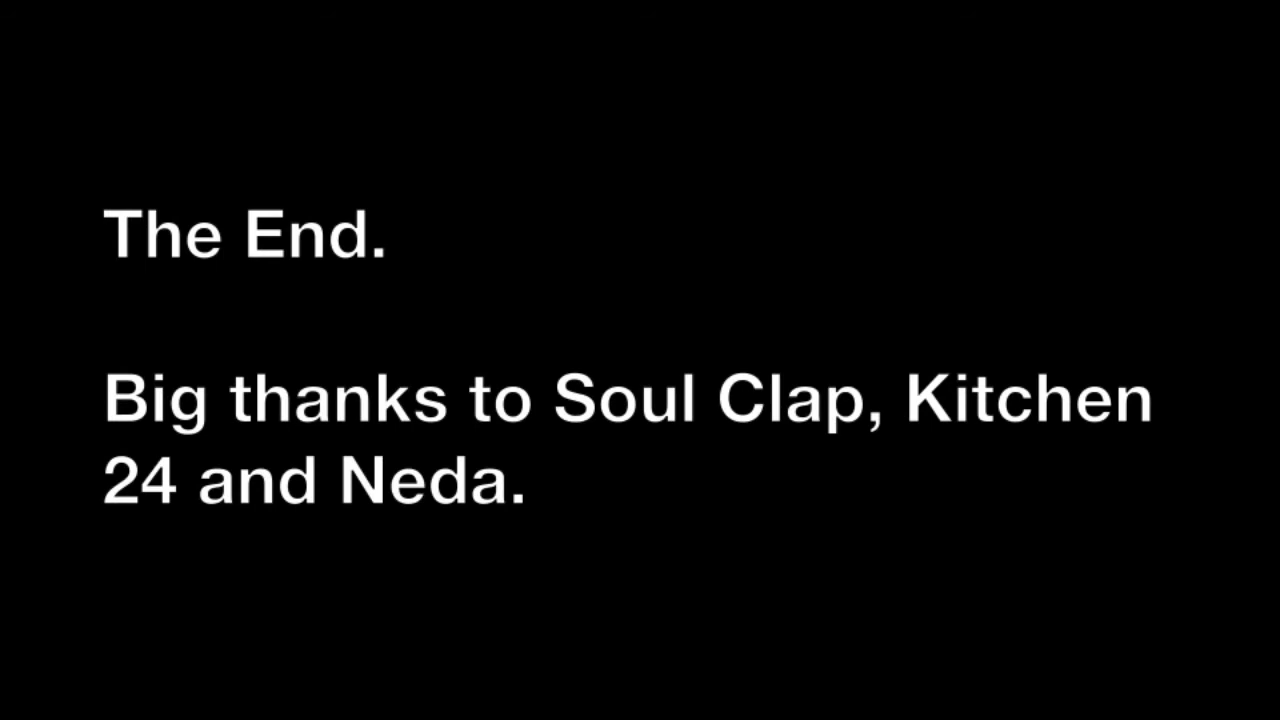 The End.
Big thanks to Soul Clap, Kitchen
24 and Neda.